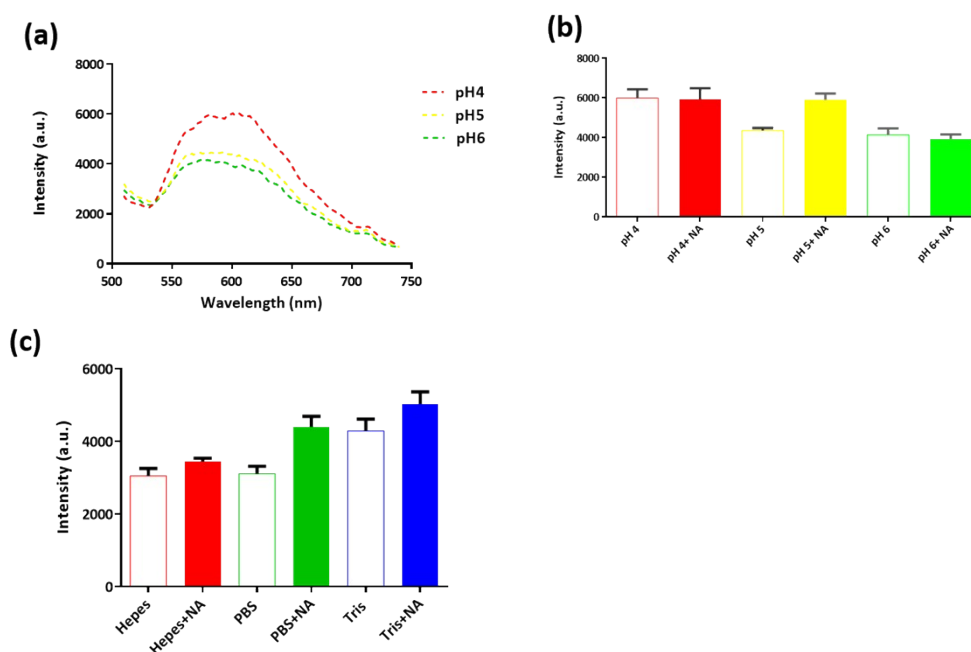 (a)
8000
6000
4000
2000
0
Intensity (a.u.)
500
550
600
650
700
750
Wavelength (nm)
pH4
pH5
pH6
(b)
8000
6000
4000
2000
0
Intensity (a.u.)
pH 4
pH 4+ NA
pH 5
pH 5+ NA
pH 6
pH 6+ NA
(c)
6000
4000
2000
0
Intensity (a.u.)
Hepes
Hepes+NA
PBS
PBS+NA
Tris
Tris+NA